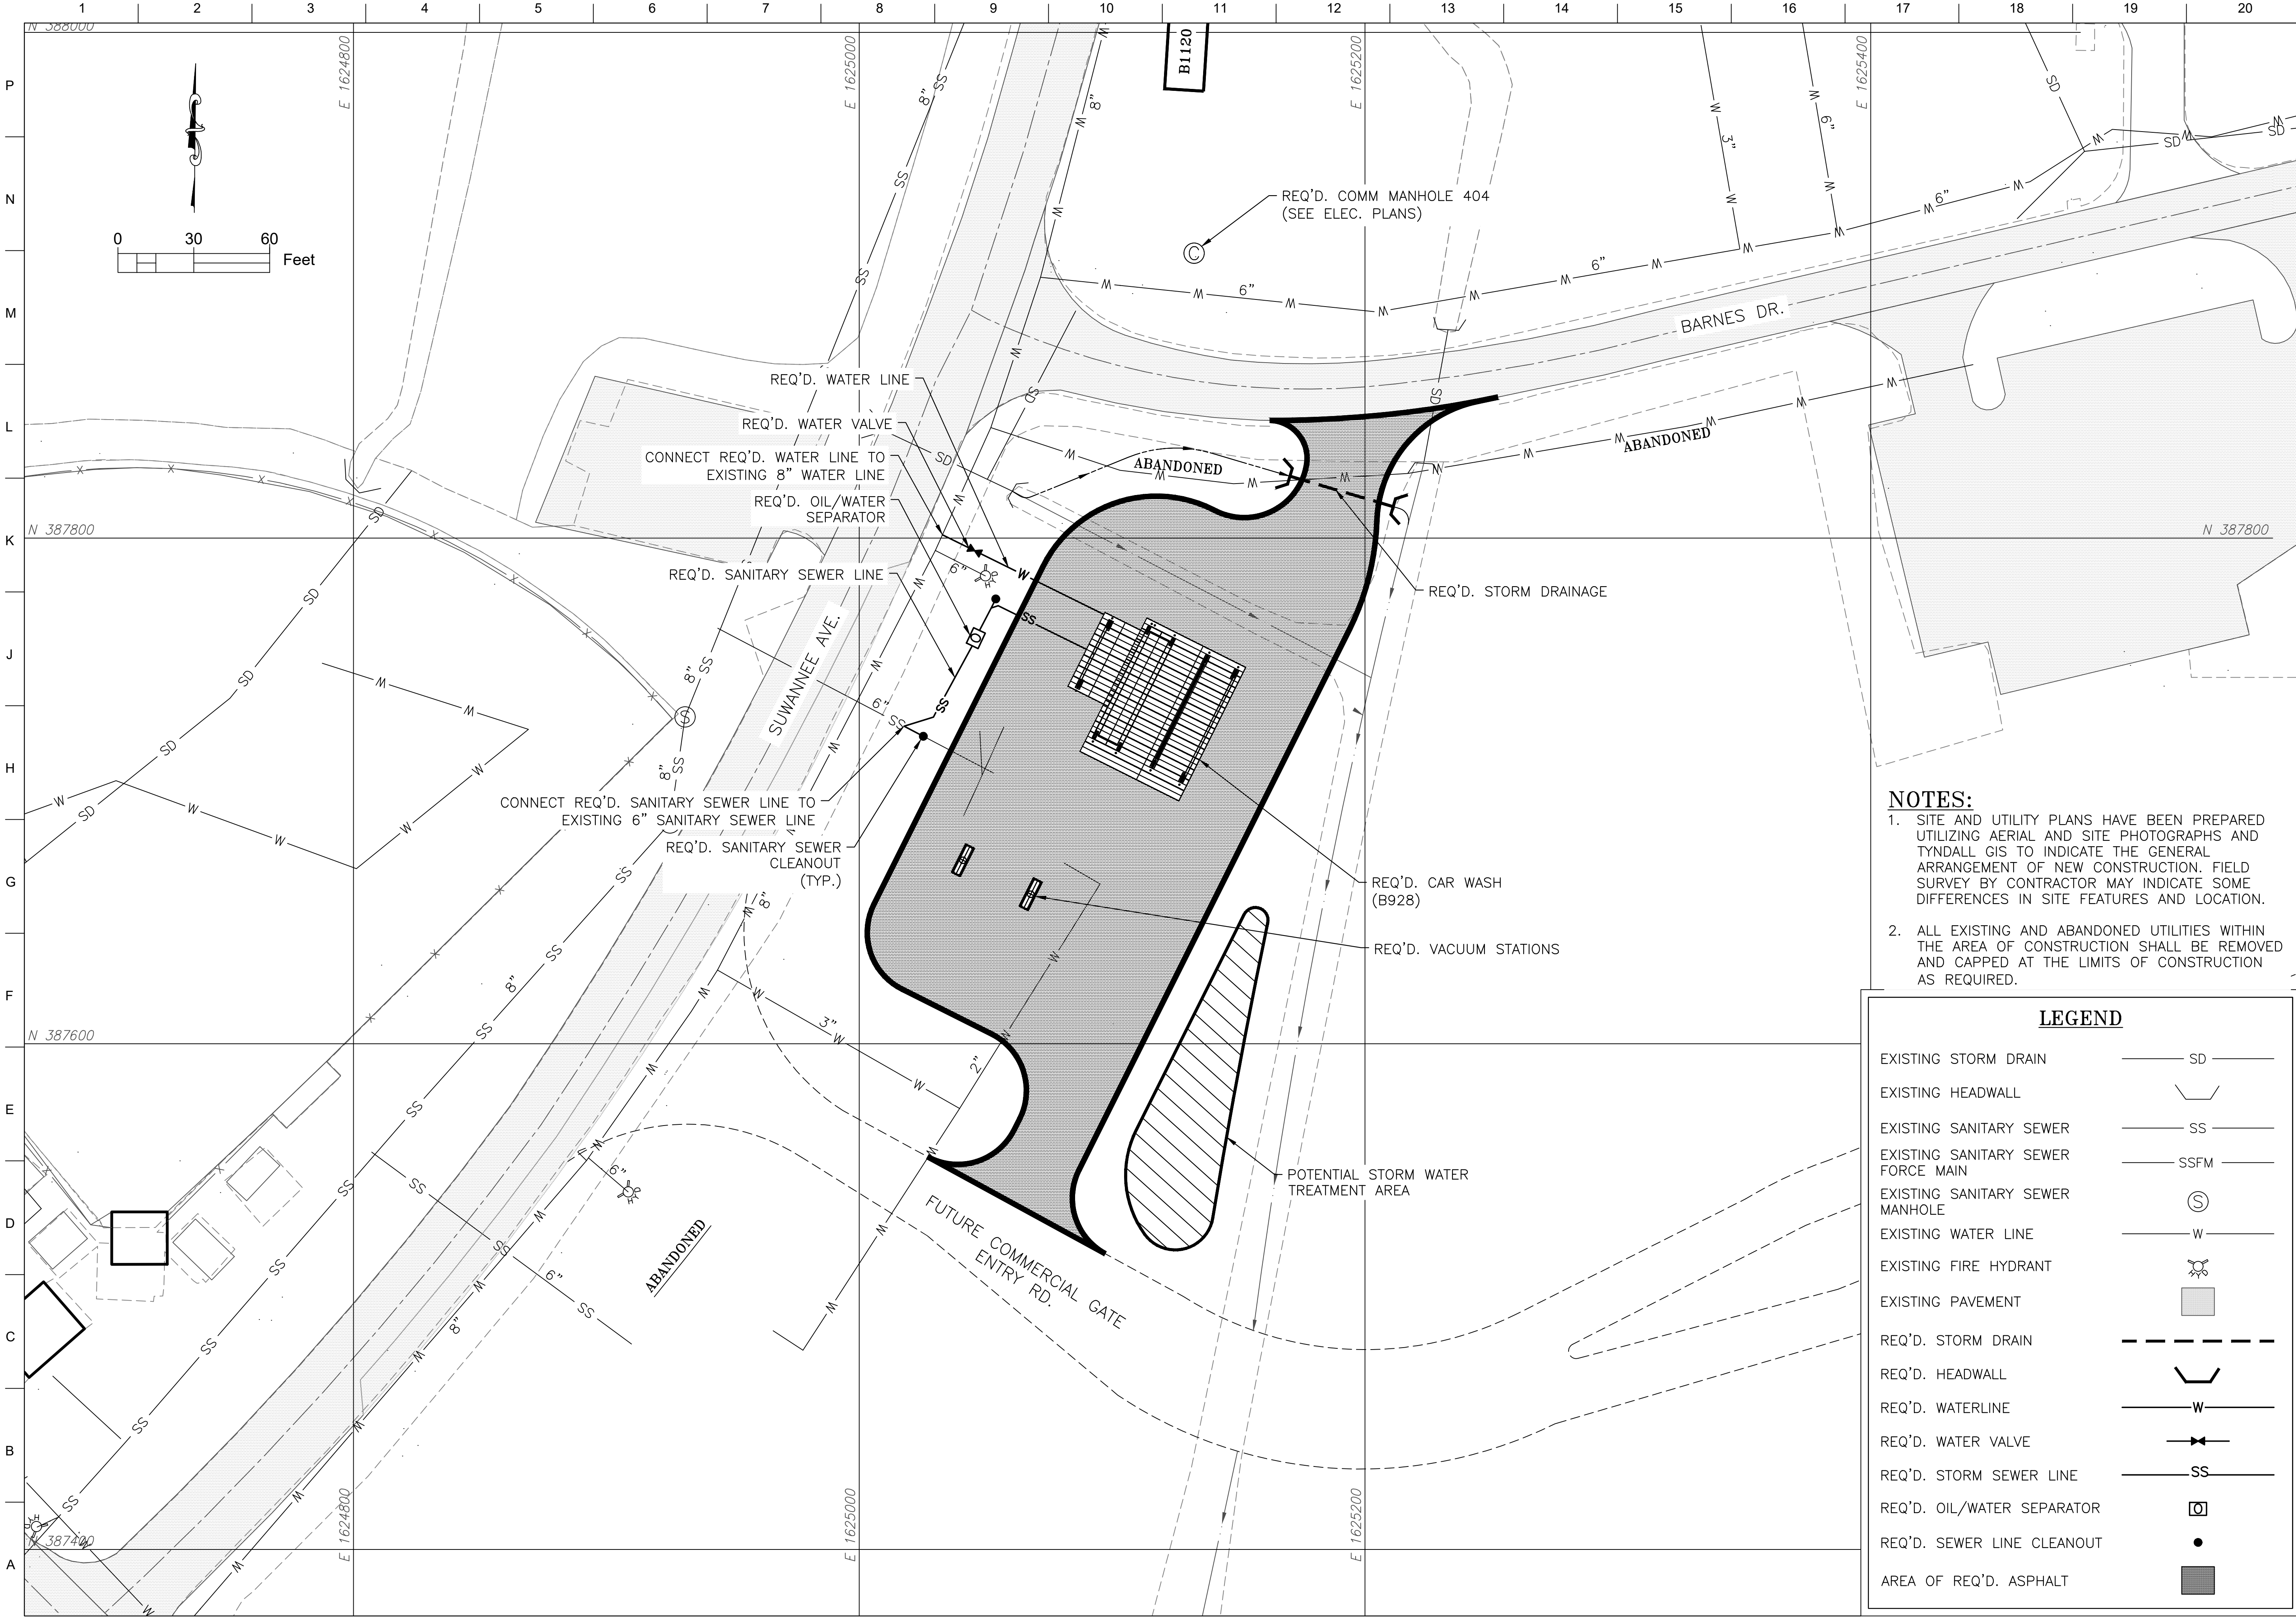 1 2 3 4 5 6 7 8 9 10 11 12 13 14 15 16 17 18 19 20
P
N
M
L
K
J
H
G
F
E
D
C
B
A
N 388000
E 1624800
E 1625000
E 1625200
E 1625400
B1120
0 30 60
Feet
REQ'D. COMM MANHOLE 404
(SEE ELEC. PLANS)
C
BARNES DR.
REQ'D. WATER LINE
REQ'D. WATER VALVE
CONNECT REQ'D. WATER LINE TO
EXISTING 8" WATER LINE
REQ'D. OIL/WATER
SEPARATOR
REQ'D. SANITARY SEWER LINE
ABANDONED
ABANDONED
N 387800
N 387800
REQ'D. STORM DRAINAGE
SUWANNEE AVE.
CONNECT REQ'D. SANITARY SEWER LINE TO
EXISTING 6" SANITARY SEWER LINE
REQ'D. SANITARY SEWER
CLEANOUT
(TYP.)
REQ'D. CAR WASH
(B928)
REQ'D. VACUUM STATIONS
NOTES:
1. SITE AND UTILITY PLANS HAVE BEEN PREPARED
UTILIZING AERIAL AND SITE PHOTOGRAPHS AND
TYNDALL GIS TO INDICATE THE GENERAL
ARRANGEMENT OF NEW CONSTRUCTION. FIELD
SURVEY BY CONTRACTOR MAY INDICATE SOME
DIFFERENCES IN SITE FEATURES AND LOCATION.
2. ALL EXISTING AND ABANDONED UTILITIES WITHIN
THE AREA OF CONSTRUCTION SHALL BE REMOVED
AND CAPPED AT THE LIMITS OF CONSTRUCTION
AS REQUIRED.
N 387600
3"
2"
POTENTIAL STORM WATER
TREATMENT AREA
FUTURE COMMERCIAL GATE
ENTRY RD.
ABANDONED
N 387400
E 1624800
E 1625000
E 1625200
LEGEND
EXISTING STORM DRAIN SD
EXISTING HEADWALL
EXISTING SANITARY SEWER SS
EXISTING SANITARY SEWER
FORCE MAIN SSFM
EXISTING SANITARY SEWER
MANHOLE S
EXISTING WATER LINE W
EXISTING FIRE HYDRANT
EXISTING PAVEMENT
REQ'D. STORM DRAIN
REQ'D. HEADWALL
REQ'D. WATERLINE W
REQ'D. WATER VALVE
REQ'D. STORM SEWER LINE SS
REQ'D. OIL/WATER SEPARATOR
REQ'D. SEWER LINE CLEANOUT
AREA OF REQ'D. ASPHALT